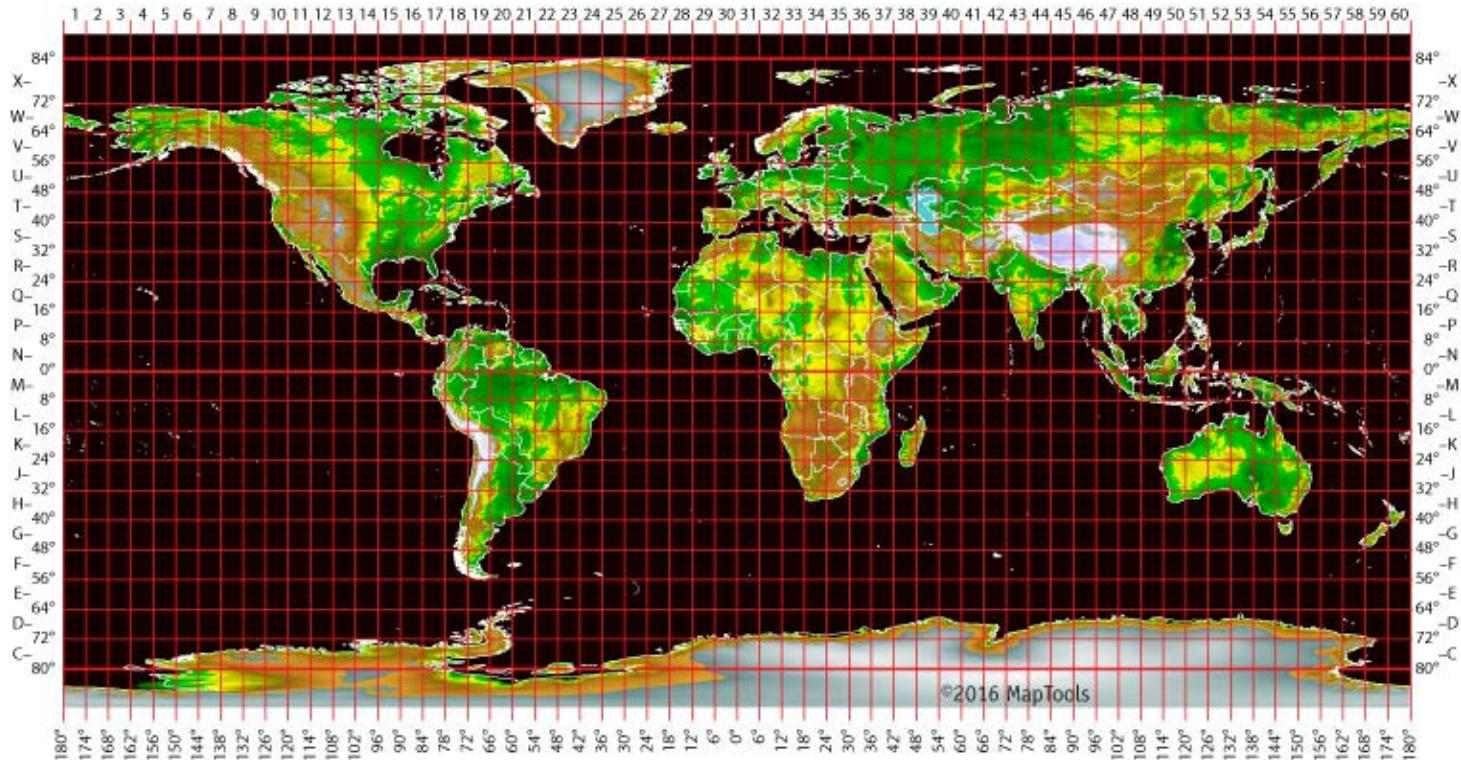 1 2 3 4 5 6 7 8 9 10 11 12 13 14 15 16 17 18 19 20 21 22 23 24 25 26 27 28 29 30 31 32 33 34 35 36 37 38 39 40 41 42 43 44 45 46 47 48 49 50 51 52 53 54 55 56 57 58 59 60
84° 84°
X– –X
72° 72°
W– –W
64° 64°
V– –V
56° 56°
U– –U
48° 48°
T– –T
40° 40°
S– –S
32° 32°
R– –R
24° 24°
Q– –Q
16° 16°
P– –P
8° 8°
N– –N
0° 0°
M– –M
8° 8°
L– –L
16° 16°
K– –K
24° 24°
J– –J
32° 32°
H– –H
40° 40°
G– –G
48° 48°
F– –F
56° 56°
E– –E
64° 64°
D– –D
72° 72°
C– –C
80° 80°
©2016 MapTools
180° 174° 168° 162° 156° 150° 144° 138° 132° 126° 120° 114° 108° 102° 96° 90° 84° 78° 72° 66° 60° 54° 48° 42° 36° 30° 24° 18° 12° 6° 0° 6° 12° 18° 24° 30° 36° 42° 48° 54° 60° 66° 72° 78° 84° 90° 96° 102° 108° 114° 120° 126° 132° 138° 144° 150° 156° 162° 168° 174° 180°